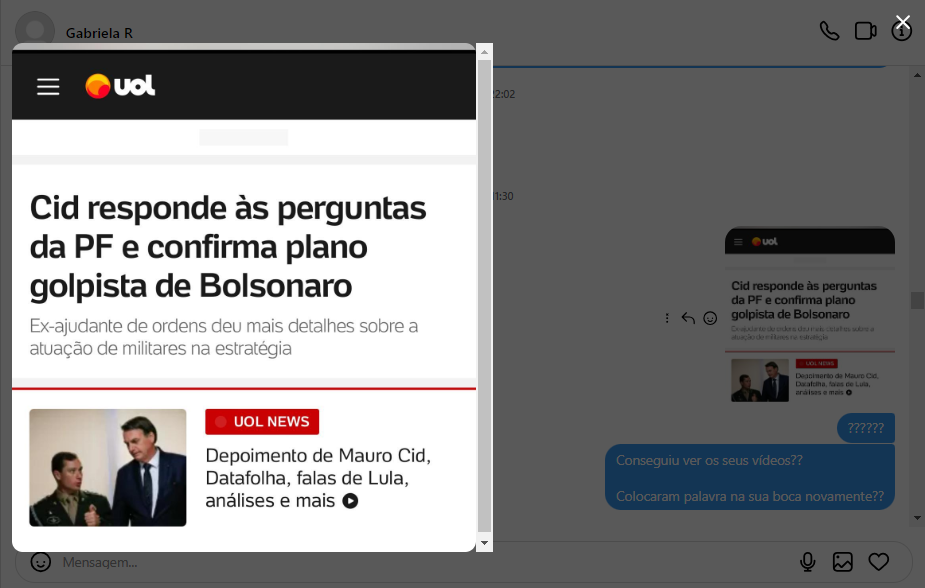 Gabriela R
uol
Cid responde às perguntas
da PF e confirma plano
golpista de Bolsonaro
Ex-ajudante de ordens deu mais detalhes sobre a
atuação de militares na estratégia
UOL NEWS
Depoimento de Mauro Cid,
Datafolha, falas de Lula,
análises e mais
22:02
11:30
uol
Cid responde às perguntas
da PF e confirma plano
golpista de Bolsonaro
Ex-ajudante de ordens deu mais detalhes sobre a
atuação de militares na estratégia
UOL NEWS
Depoimento de Mauro Cid,
Datafolha, falas de Lula,
análises e mais
??????
Conseguiu ver os seus vídeos??
Colocaram palavra na sua boca novamente??
Mensagem...